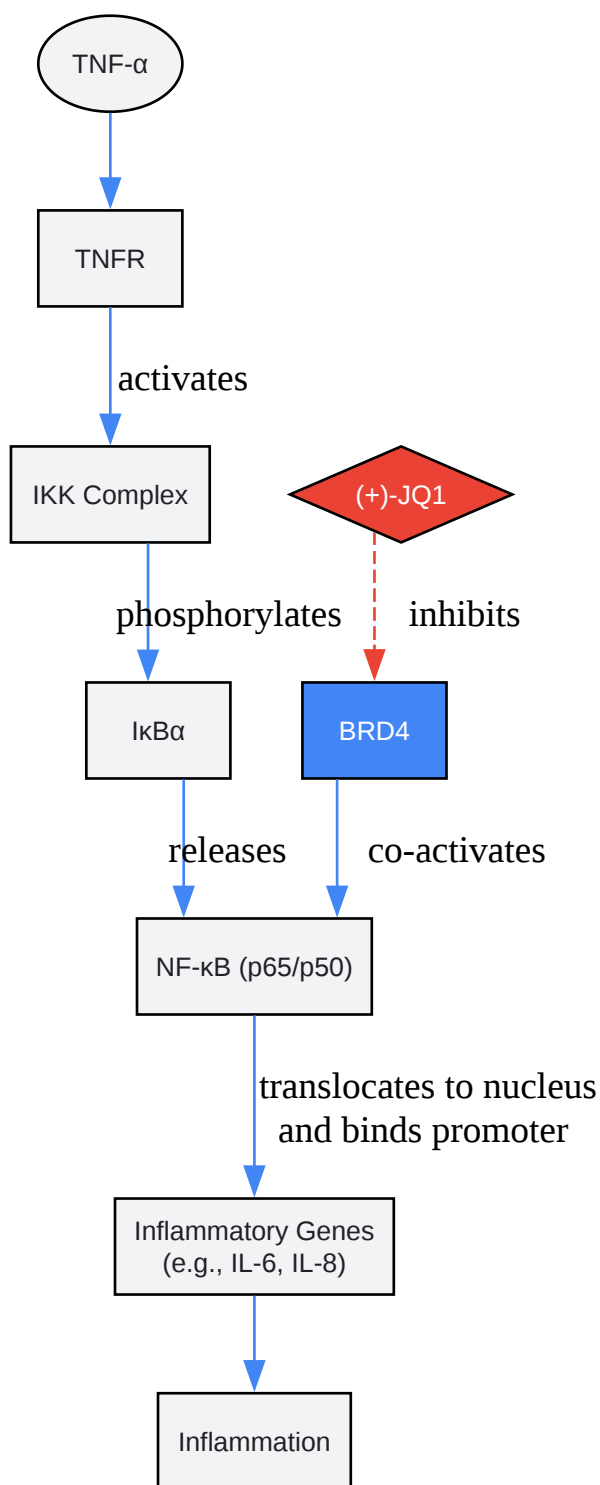 TNF-α
TNFR
activates
IKK Complex
(+)-JQ1
phosphorylates
inhibits
IκBα
BRD4
releases
co-activates
NF-κB (p65/p50)
translocates to nucleus
and binds promoter
Inflammatory Genes
(e.g., IL-6, IL-8)
Inflammation